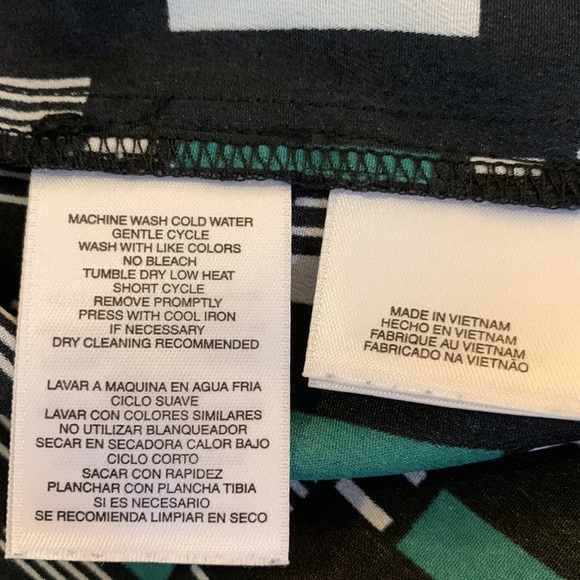 MACHINE WASH COLD WATER
GENTLE CYCLE
WASH WITH LIKE COLORS
NO BLEACH
TUMBLE DRY LOW HEAT
SHORT CYCLE
REMOVE PROMPTLY
PRESS WITH COOL IRON
IF NECESSARY
DRY CLEANING RECOMMENDED
LAVAR A MAQUINA EN AGUA FRIA
CICLO SUAVE
LAVAR CON COLORES SIMILARES
NO UTILIZAR BLANQUEADOR
SECAR EN SECADORA CALOR BAJO
CICLO CORTO
SACAR CON RAPIDEZ
PLANCHAR CON PLANCHA TIBIA
SI ES NECESARIO
SE RECOMIENDA LIMPIAR EN SECO
MADE IN VIETNAM
HECHO EN VIETNAM
FABRIQUE AU VIETNAM
FABRICADO NA VIETNÃO